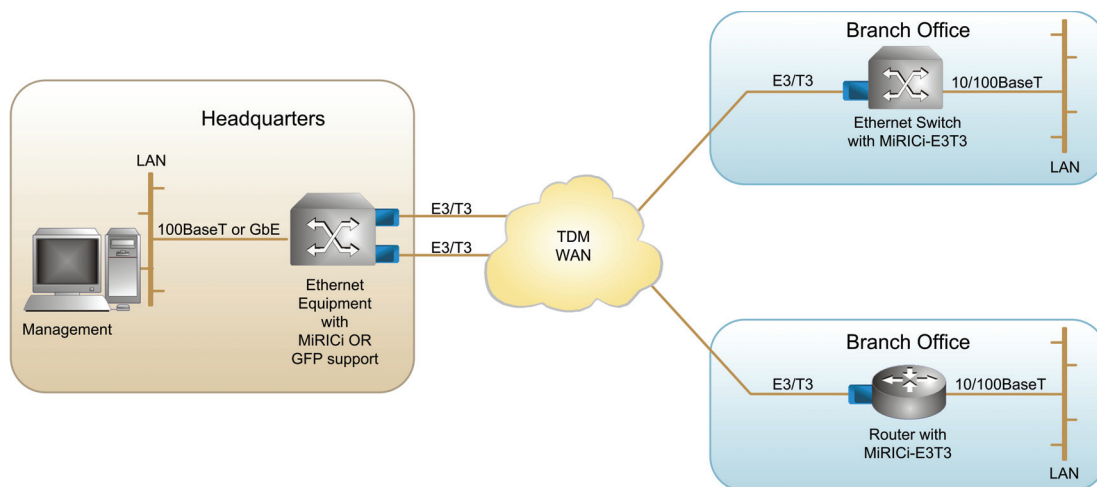 Headquarters
LAN
100BaseT or GbE
Management
Ethernet
Equipment
with
MiRICi OR
GFP support
E3/T3
E3/T3
TDM
WAN
Branch Office
E3/T3
10/100BaseT
Ethernet Switch
with MiRICi-E3T3
LAN
Branch Office
E3/T3
10/100BaseT
Router with
MiRICi-E3T3
LAN